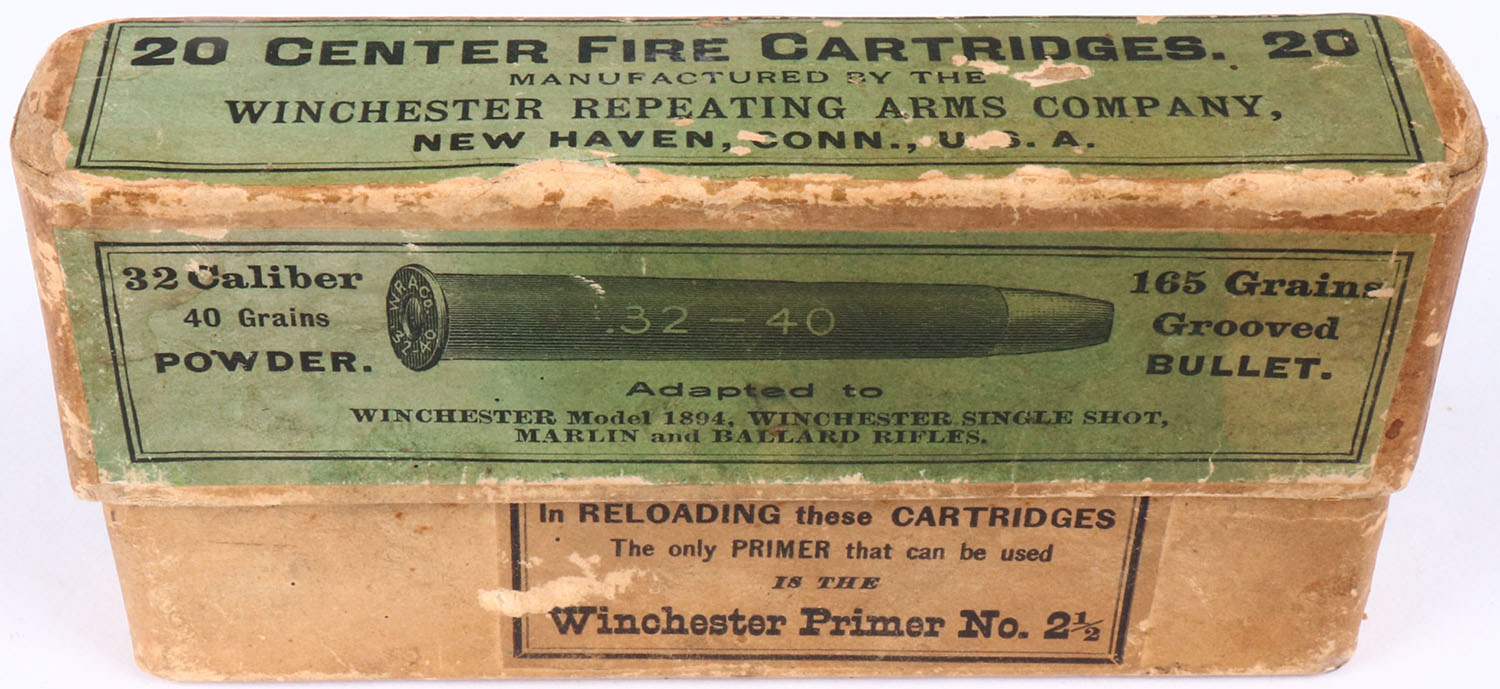 20 CENTER FIRE CARTRIDGES. 20
MANUFACTURED BY THE
WINCHESTER REPEATING ARMS COMPANY,
NEW HAVEN, CONN., U.S.A.
32 Caliber
40 Grains
POWDER.
W.R.A.Co.
32-40
.32-40
165 Grains
Grooved
BULLET.
Adapted to
WINCHESTER Model 1894, WINCHESTER SINGLE SHOT,
MARLIN and BALLARD RIFLES.
In RELOADING these CARTRIDGES
The only PRIMER that can be used
IS THE
Winchester Primer No. 2½